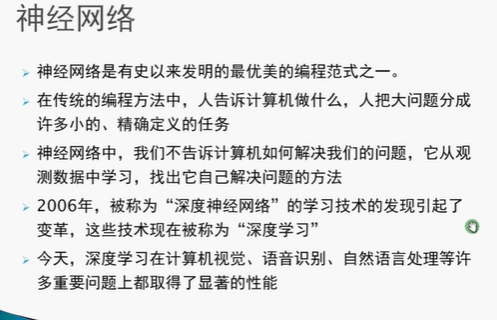 神经网络
神经网络是有史以来发明的最优美的编程范式之一。
在传统的编程方法中，人告诉计算机做什么，人把大问题分成
许多小的、精确定义的任务
神经网络中，我们不告诉计算机如何解决我们的问题，它从观
测数据中学习，找出它自己解决问题的方法
2006年，被称为“深度神经网络”的学习技术的发现引起了
变革，这些技术现在被称为“深度学习”
今天，深度学习在计算机视觉、语音识别、自然语言处理等许
多重要问题上都取得了显著的性能